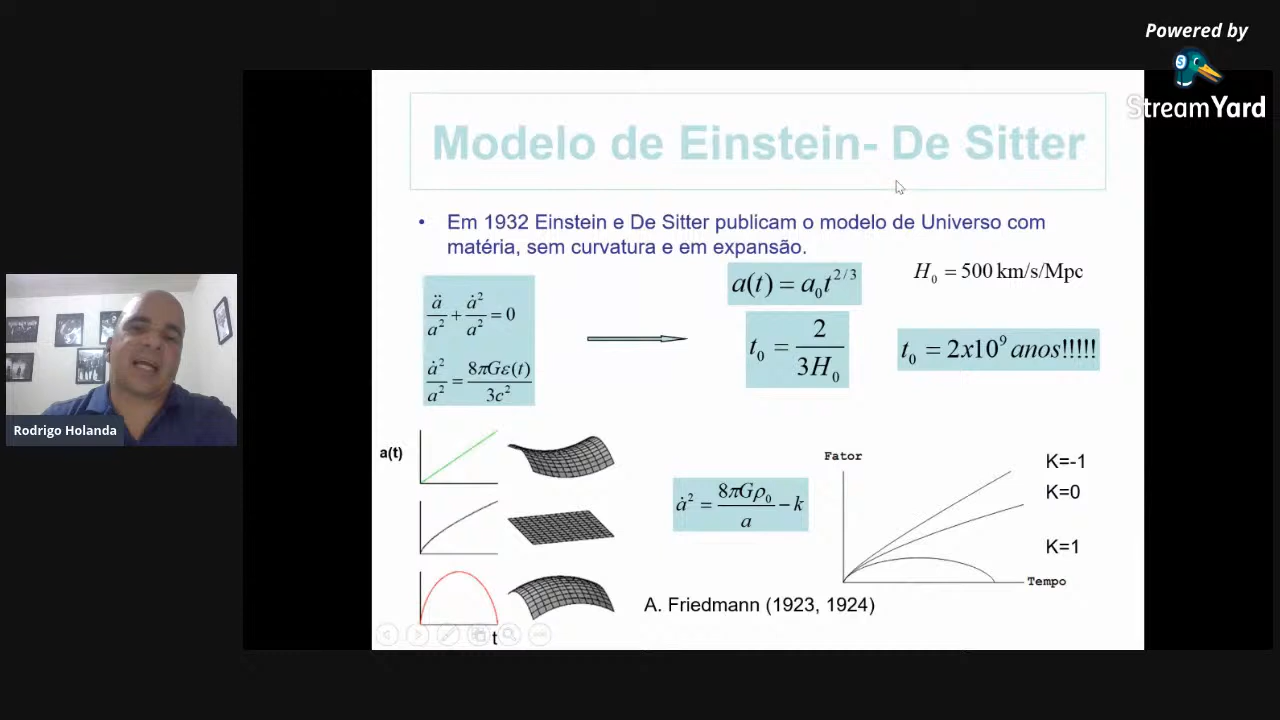 Powered by
StreamYard
Modelo de Einstein- De Sitter
• Em 1932 Einstein e De Sitter publicam o modelo de Universo com
matéria, sem curvatura e em expansão.
ä/a² + ȧ²/a² = 0
ȧ²/a² = 8πGε(t)/3c²
a(t) = a₀t^{2/3}
t₀ = 2/3H₀
H₀ = 500 km/s/Mpc
t₀ = 2x10⁹ anos!!!!!
Rodrigo Holanda
a(t)
t
ȧ² = 8πGρ₀/a − k
Fator
K=-1
K=0
K=1
Tempo
A. Friedmann (1923, 1924)